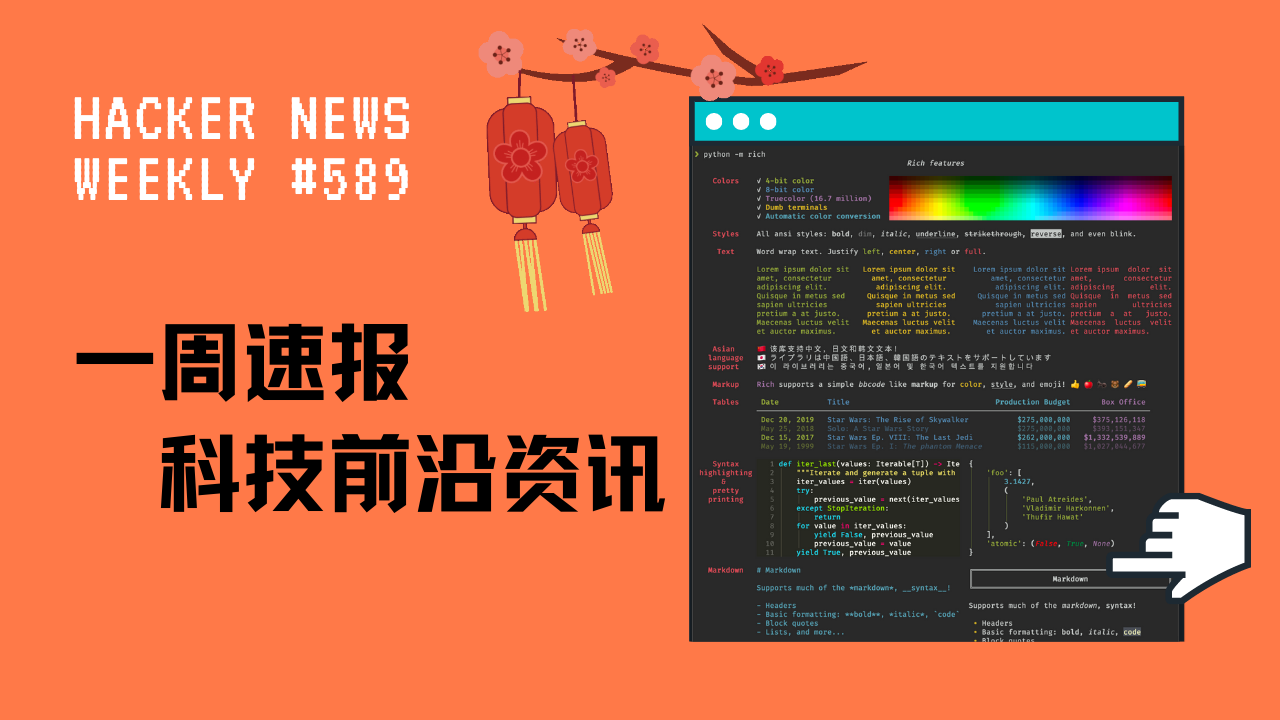 HACKER NEWS
WEEKLY #589
一周速报
科技前沿资讯
❯ python -m rich
Rich features
Colors
✓ 4-bit color
✓ 8-bit color
✓ Truecolor (16.7 million)
✓ Dumb terminals
✓ Automatic color conversion
Styles All ansi styles: bold, dim, italic, underline, strikethrough, reverse, and even blink.
Text Word wrap text. Justify left, center, right or full.
Lorem ipsum dolor sit Lorem ipsum dolor sit Lorem ipsum dolor sit Lorem ipsum dolor sit
amet, consectetur amet, consectetur amet, consectetur amet, consectetur
adipiscing elit. adipiscing elit. adipiscing elit. adipiscing elit.
Quisque in metus sed Quisque in metus sed Quisque in metus sed Quisque in metus sed
sapien ultricies sapien ultricies sapien ultricies sapien ultricies
pretium a at justo. pretium a at justo. pretium a at justo. pretium a at justo.
Maecenas luctus velit Maecenas luctus velit Maecenas luctus velit Maecenas luctus velit
et auctor maximus. et auctor maximus. et auctor maximus. et auctor maximus.
Asian 🇨🇳 该库支持中文,日文和韩文文本!
language 🇯🇵 ライブラリは中国語、日本語、韓国語のテキストをサポートしています
support 🇰🇷 이 라이브러리는 중국어, 일본어 및 한국어 텍스트를 지원합니다
Markup Rich supports a simple bbcode like markup for color, style, and emoji! 👍 🍎 🐜 🐻 🥖 🚌
Tables Date Title Production Budget Box Office
Dec 20, 2019 Star Wars: The Rise of Skywalker $275,000,000 $375,126,118
May 25, 2018 Solo: A Star Wars Story $275,000,000 $393,151,347
Dec 15, 2017 Star Wars Ep. VIII: The Last Jedi $262,000,000 $1,332,539,889
May 19, 1999 Star Wars Ep. I: The phantom Menace $115,000,000 $1,027,044,677
Syntax
highlighting
&
pretty
printing
1 def iter_last(values: Iterable[T]) -> Ite
2 """Iterate and generate a tuple with
3 iter_values = iter(values)
4 try:
5 previous_value = next(iter_values
6 except StopIteration:
7 return
8 for value in iter_values:
9 yield False, previous_value
10 previous_value = value
11 yield True, previous_value
{
'foo': [
3.1427,
(
'Paul Atreides',
'Vladimir Harkonnen',
'Thufir Hawat'
)
],
'atomic': (False, True, None)
}
Markdown # Markdown
Supports much of the *markdown*, __syntax__!
- Headers
- Basic formatting: **bold**, *italic*, `code`
- Block quotes
- Lists, and more...
Markdown
Supports much of the markdown, syntax!
• Headers
• Basic formatting: bold, italic, code
• Block quotes